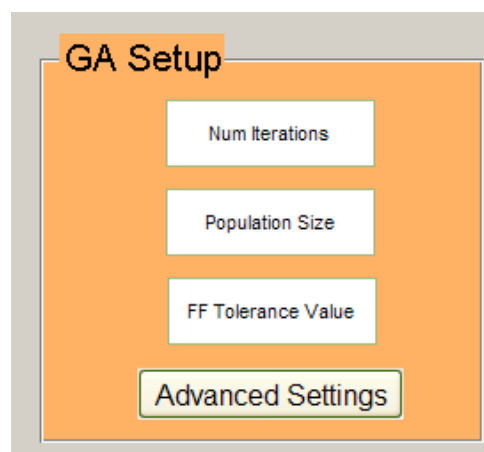 GA Setup
Num Iterations
Population Size
FF Tolerance Value
Advanced Settings